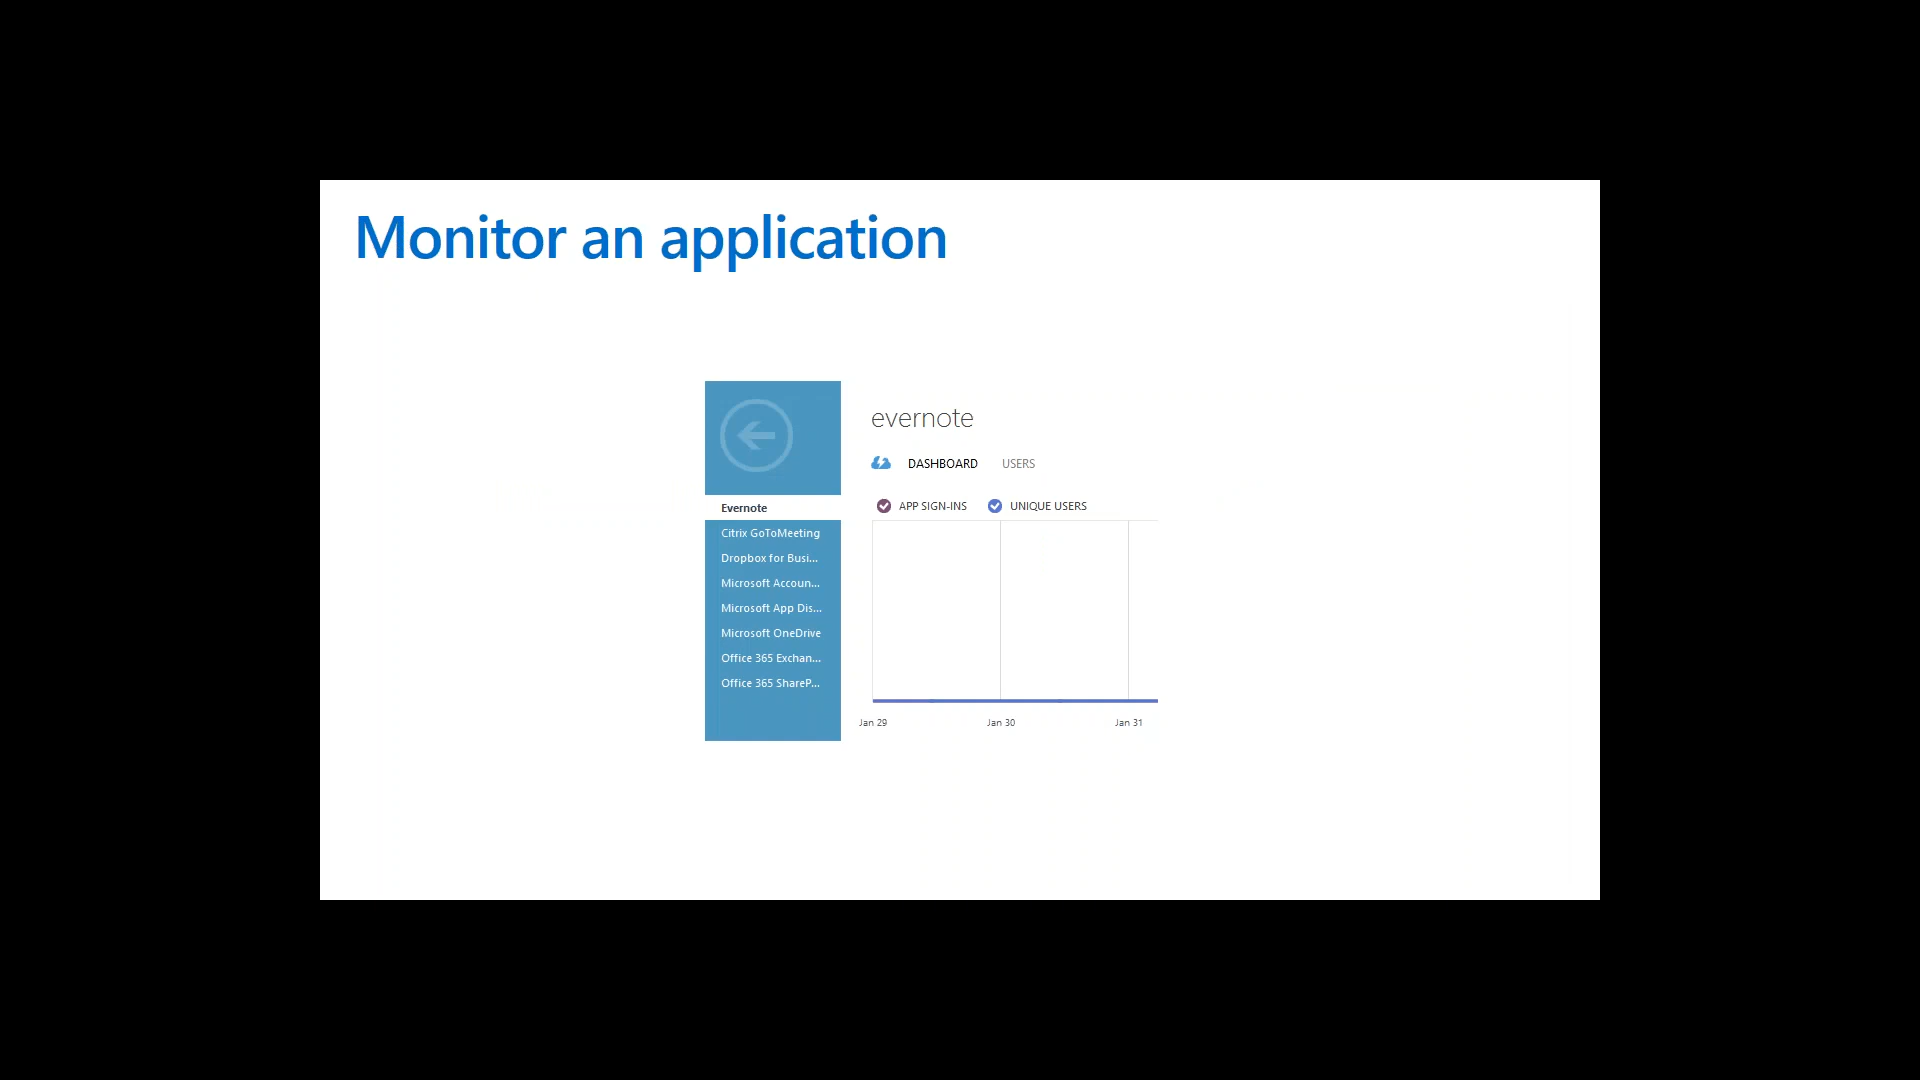 Monitor an application
evernote
DASHBOARD USERS
APP SIGN-INS UNIQUE USERS
Evernote
Citrix GoToMeeting
Dropbox for Busi...
Microsoft Accoun...
Microsoft App Dis...
Microsoft OneDrive
Office 365 Exchan...
Office 365 ShareP...
Jan 29 Jan 30 Jan 31